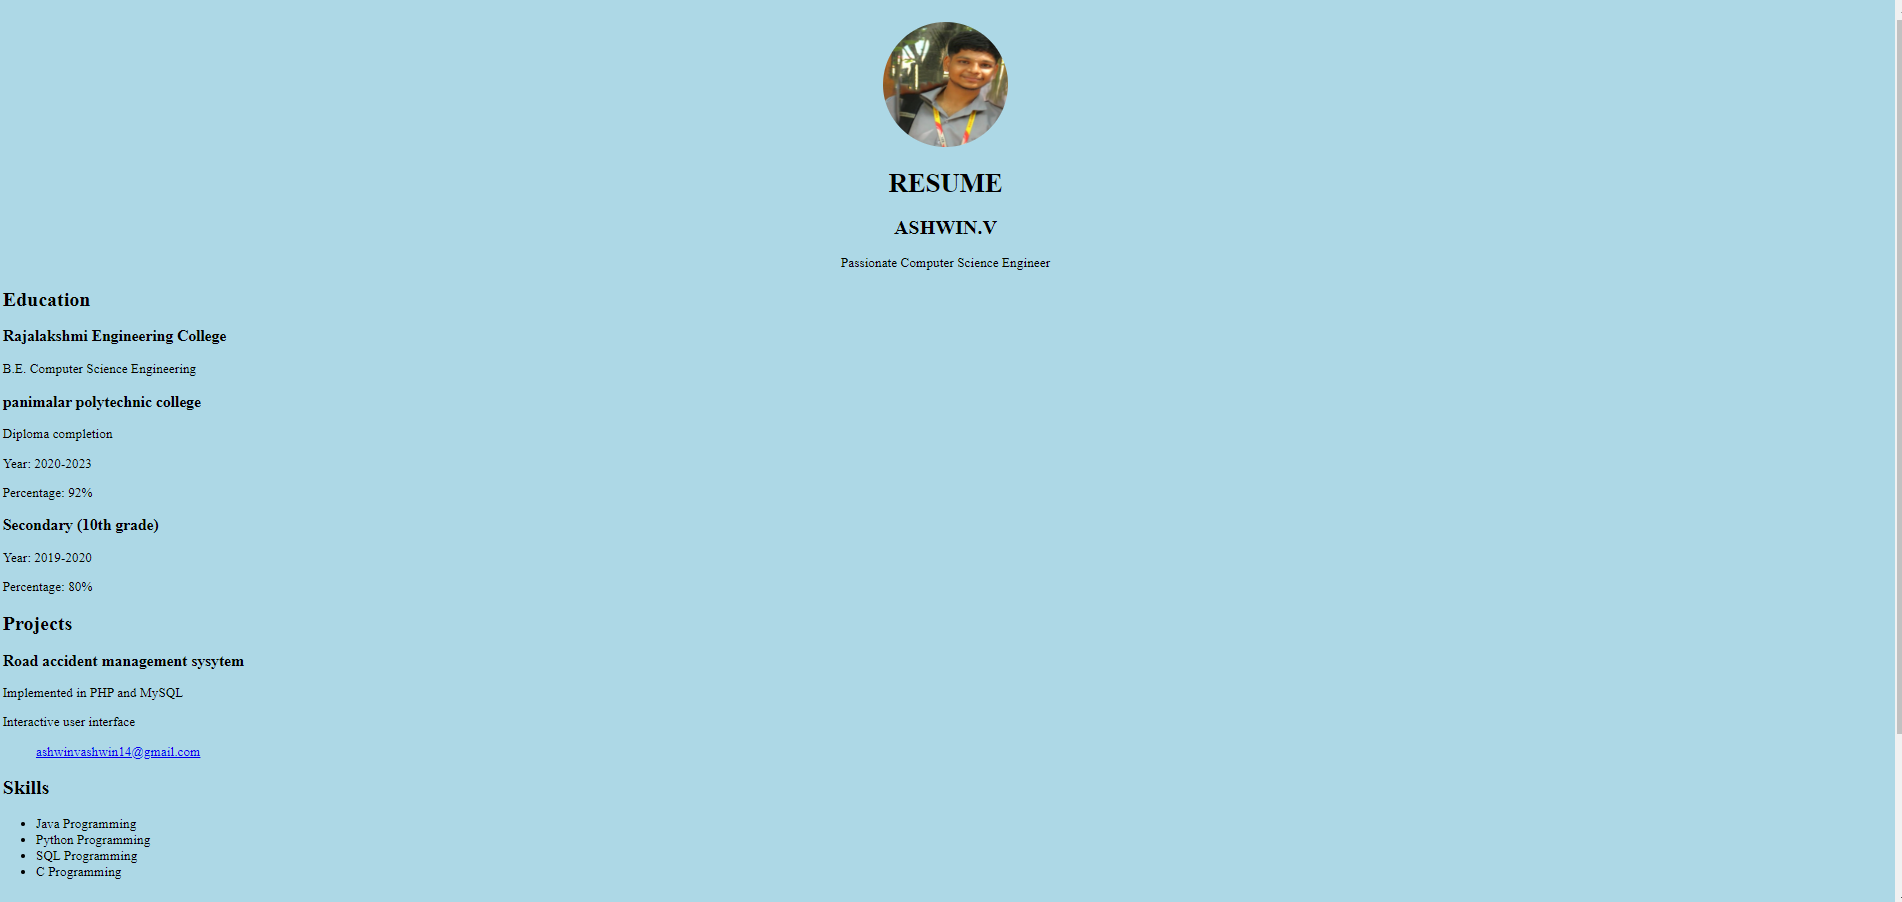 RESUME
ASHWIN.V
Passionate Computer Science Engineer
Education
Rajalakshmi Engineering College
B.E. Computer Science Engineering
panimalar polytechnic college
Diploma completion
Year: 2020-2023
Percentage: 92%
Secondary (10th grade)
Year: 2019-2020
Percentage: 80%
Projects
Road accident management sysytem
Implemented in PHP and MySQL
Interactive user interface
ashwinvashwin14@gmail.com
Skills
Java Programming
Python Programming
SQL Programming
C Programming